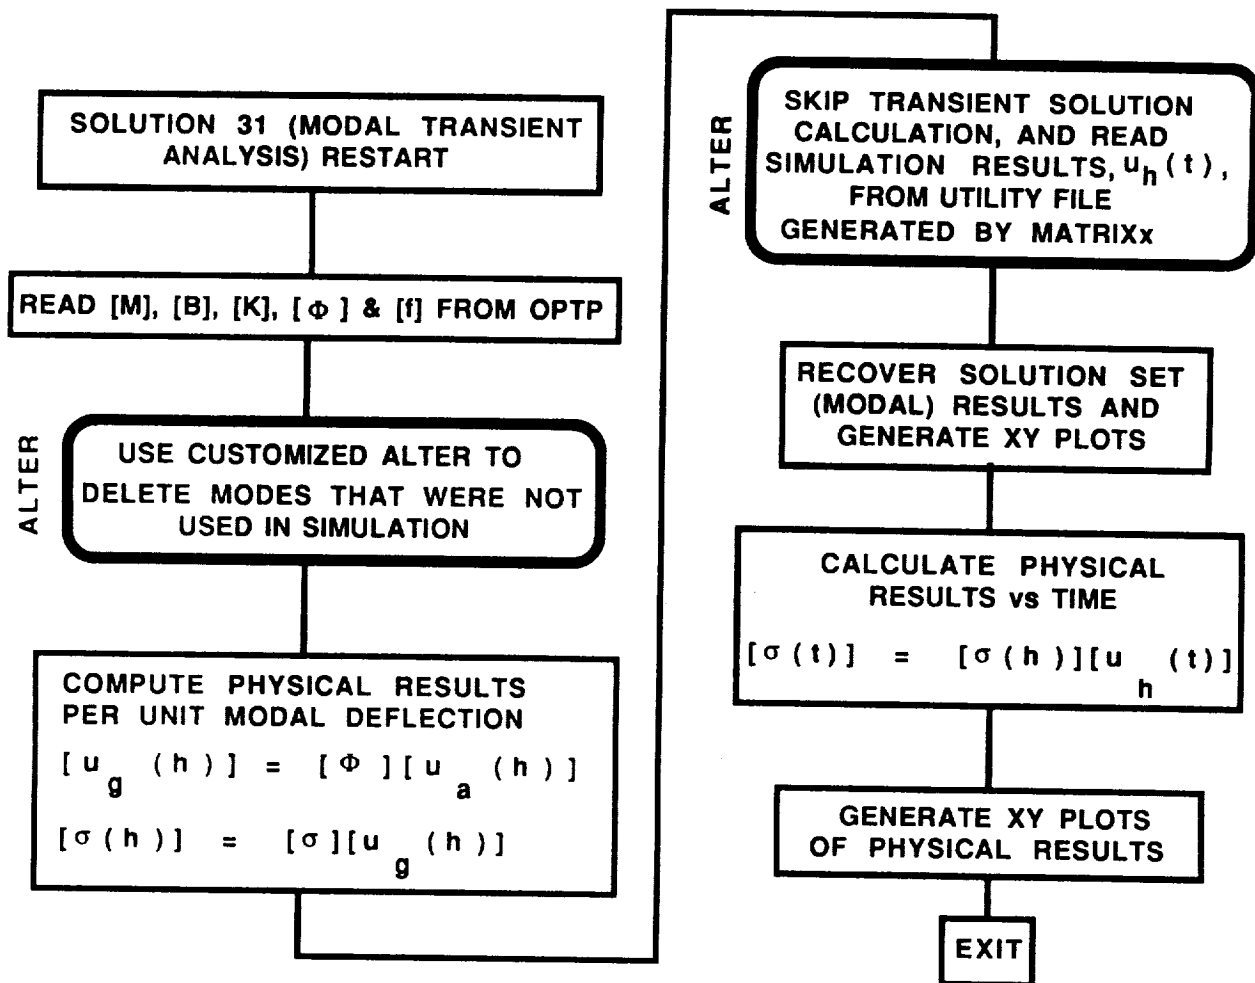 SOLUTION 31 (MODAL TRANSIENT
ANALYSIS) RESTART
READ [M], [B], [K], [Φ] & [f] FROM OPTP
ALTER
USE CUSTOMIZED ALTER TO
DELETE MODES THAT WERE NOT
USED IN SIMULATION
COMPUTE PHYSICAL RESULTS
PER UNIT MODAL DEFLECTION
[u_g (h)] = [Φ][u_a (h)]
[σ(h)] = [σ][u_g (h)]
ALTER
SKIP TRANSIENT SOLUTION
CALCULATION, AND READ
SIMULATION RESULTS, u_h(t),
FROM UTILITY FILE
GENERATED BY MATRIXx
RECOVER SOLUTION SET
(MODAL) RESULTS AND
GENERATE XY PLOTS
CALCULATE PHYSICAL
RESULTS vs TIME
[σ(t)] = [σ(h)][u_h (t)]
GENERATE XY PLOTS
OF PHYSICAL RESULTS
EXIT